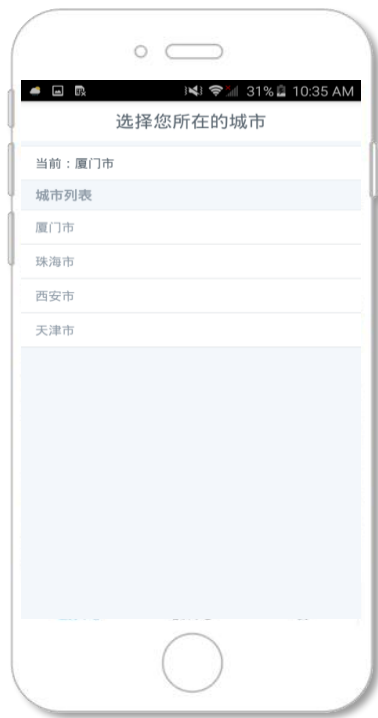 31% 10:35 AM
选择您所在的城市
当前：厦门市
城市列表
厦门市
珠海市
西安市
天津市